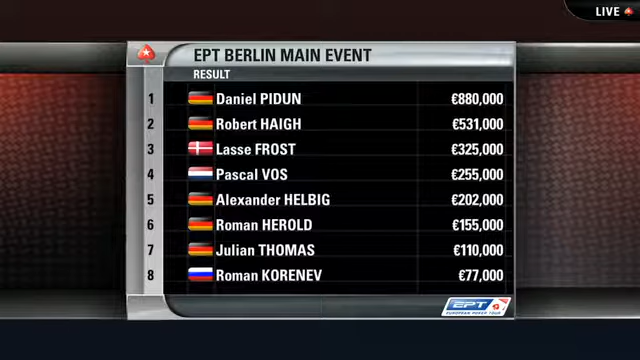 LIVE
EPT BERLIN MAIN EVENT
RESULT
1 Daniel PIDUN €880,000
2 Robert HAIGH €531,000
3 Lasse FROST €325,000
4 Pascal VOS €255,000
5 Alexander HELBIG €202,000
6 Roman HEROLD €155,000
7 Julian THOMAS €110,000
8 Roman KORENEV €77,000
EPT
EUROPEAN POKER TOUR